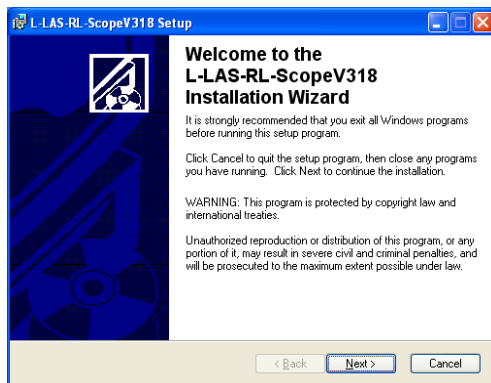 L-LAS-RL-ScopeV318 Setup
Welcome to the
L-LAS-RL-ScopeV318
Installation Wizard
It is strongly recommended that you exit all Windows programs
before running this setup program.
Click Cancel to quit the setup program, then close any programs
you have running. Click Next to continue the installation.
WARNING: This program is protected by copyright law and
international treaties.
Unauthorized reproduction or distribution of this program, or any
portion of it, may result in severe civil and criminal penalties, and
will be prosecuted to the maximum extent possible under law.
< Back Next > Cancel